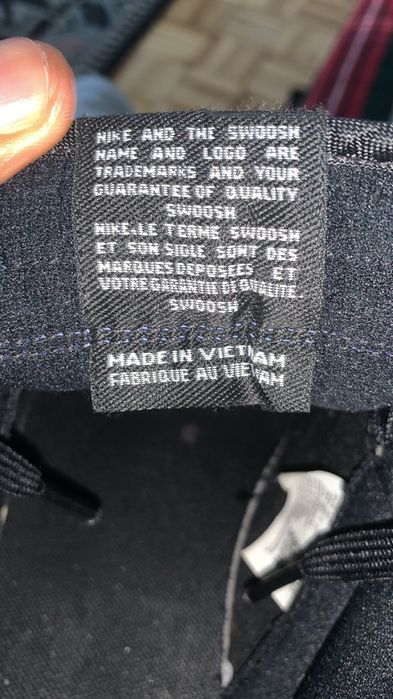 NIKE AND THE SWOOSH
NAME AND LOGO ARE
TRADEMARKS AND YOUR
GUARANTEE OF QUALITY
SWOOSH
NIKE.LE TERME SWOOSH
ET SON SIGLE SONT DES
MARQUES DEPOSEES ET
VOTRE GARANTIE DE QUALITE.
SWOOSH
MADE IN VIETNAM
FABRIQUE AU VIETNAM